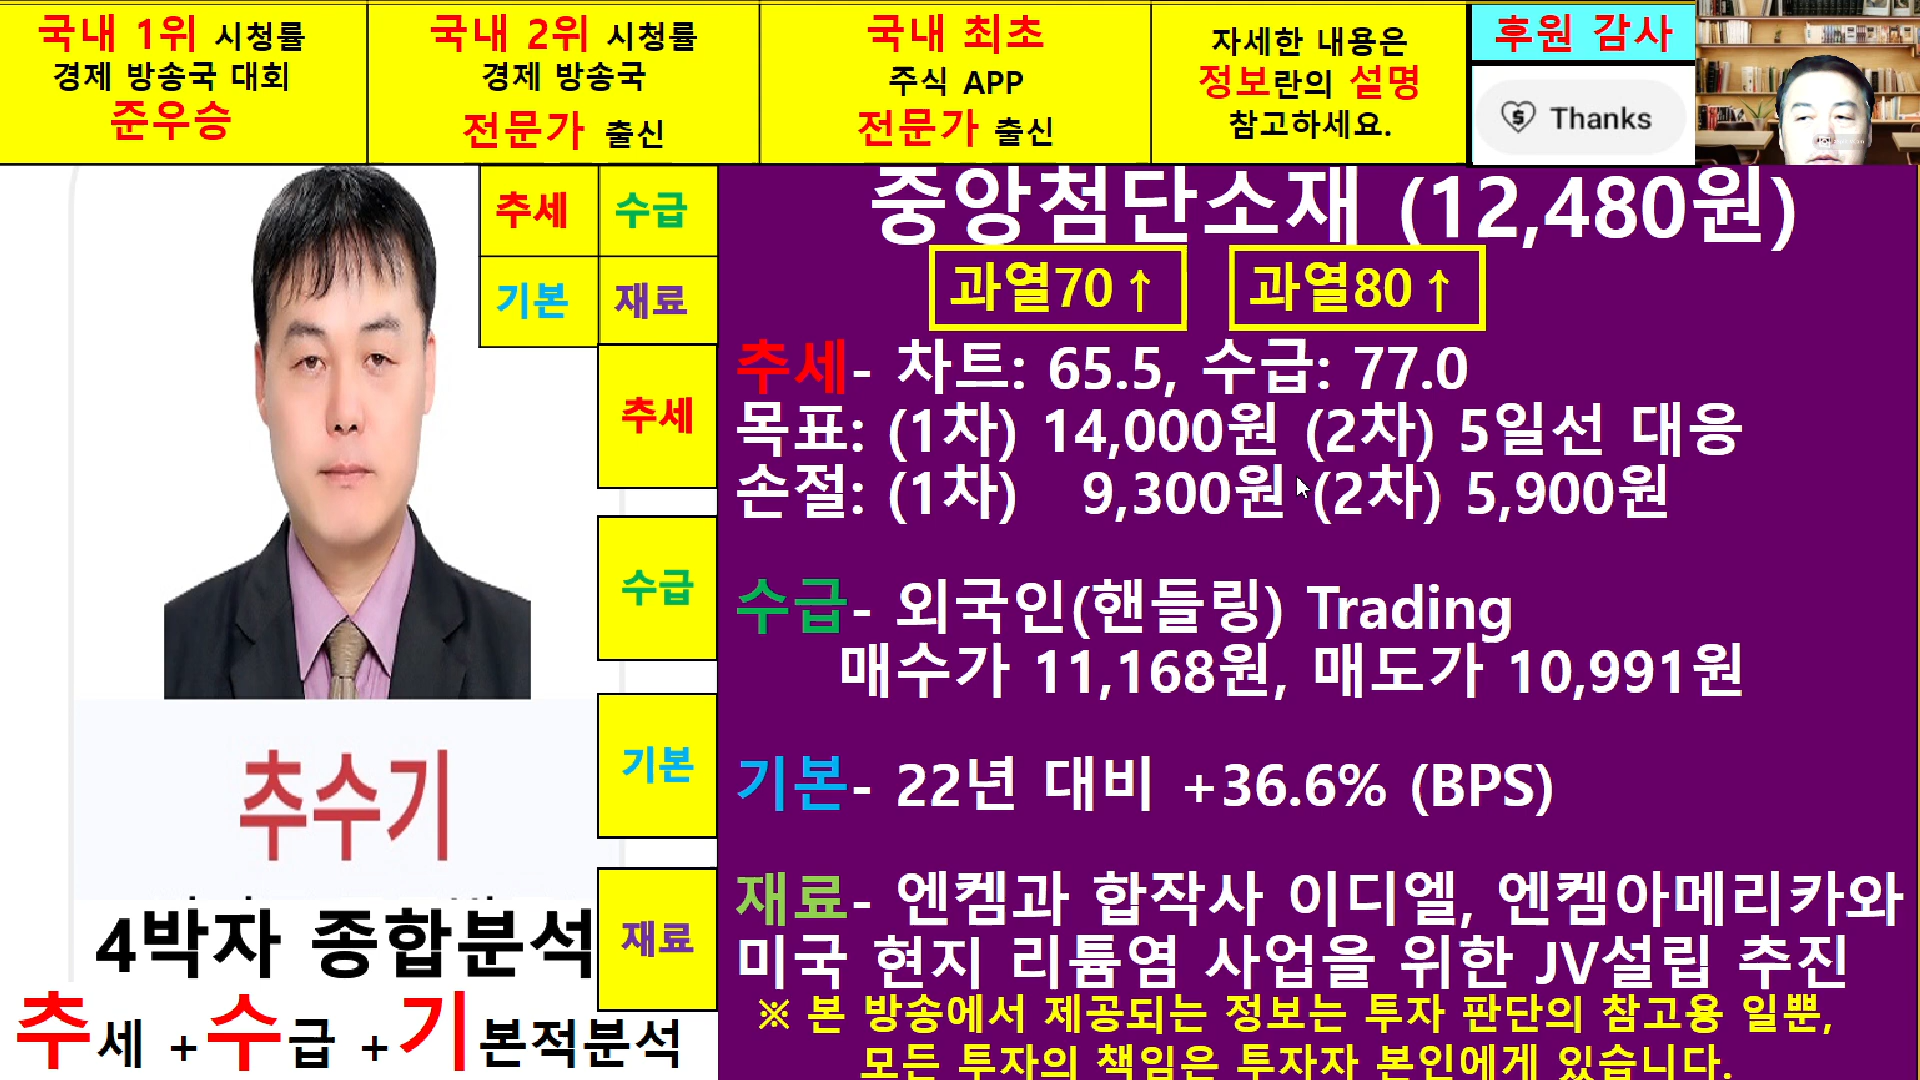 국내 1위 시청률
경제 방송국 대회
준우승
국내 2위 시청률
경제 방송국
전문가 출신
국내 최초
주식 APP
전문가 출신
자세한 내용은
정보란의 설명
참고하세요.
후원 감사
Thanks
추세 수급
기본 재료
추세
수급
기본
재료
추수기
4박자 종합분석
추세 + 수급 + 기본적분석
중앙첨단소재 (12,480원)
과열70↑ 과열80↑
추세- 차트: 65.5, 수급: 77.0
목표: (1차) 14,000원 (2차) 5일선 대응
손절: (1차) 9,300원 (2차) 5,900원
수급- 외국인(핸들링) Trading
매수가 11,168원, 매도가 10,991원
기본- 22년 대비 +36.6% (BPS)
재료- 엔켐과 합작사 이디엘, 엔켐아메리카와
미국 현지 리튬염 사업을 위한 JV설립 추진
※ 본 방송에서 제공되는 정보는 투자 판단의 참고용 일뿐,
모든 투자의 책임은 투자자 본인에게 있습니다.